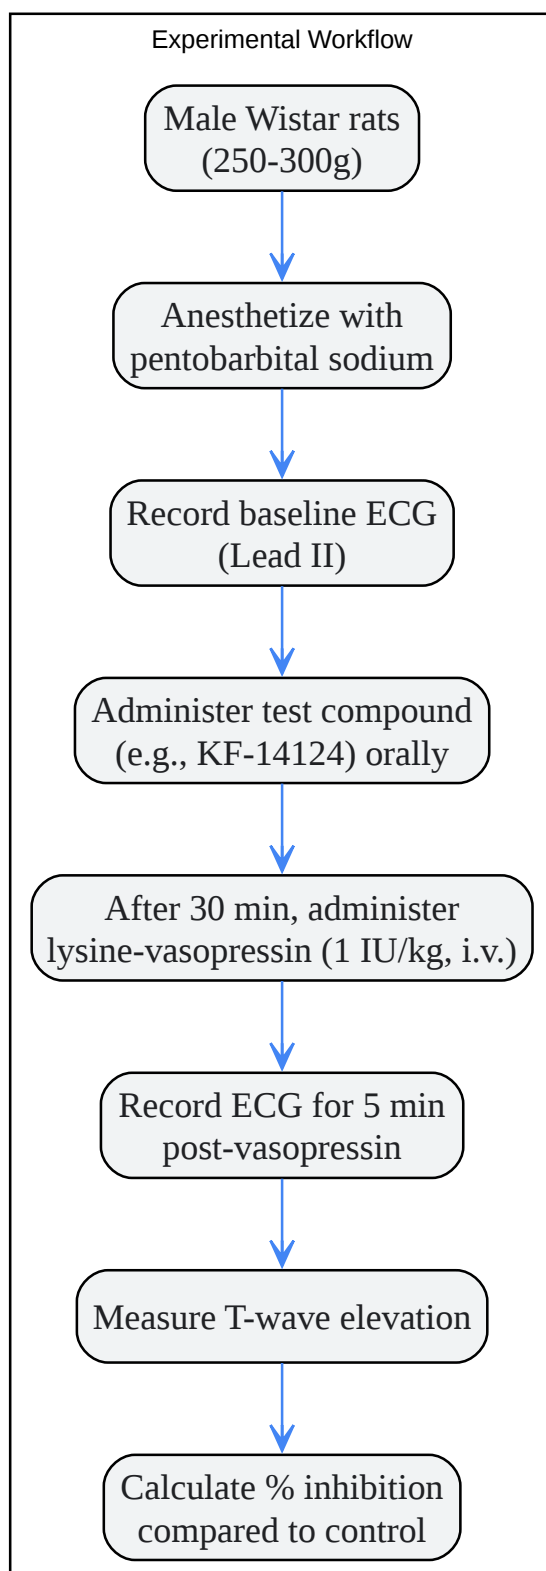 Experimental Workflow
Male Wistar rats
(250-300g)
Anesthetize with
pentobarbital sodium
Record baseline ECG
(Lead II)
Administer test compound
(e.g., KF-14124) orally
After 30 min, administer
lysine-vasopressin (1 IU/kg, i.v.)
Record ECG for 5 min
post-vasopressin
Measure T-wave elevation
Calculate % inhibition
compared to control